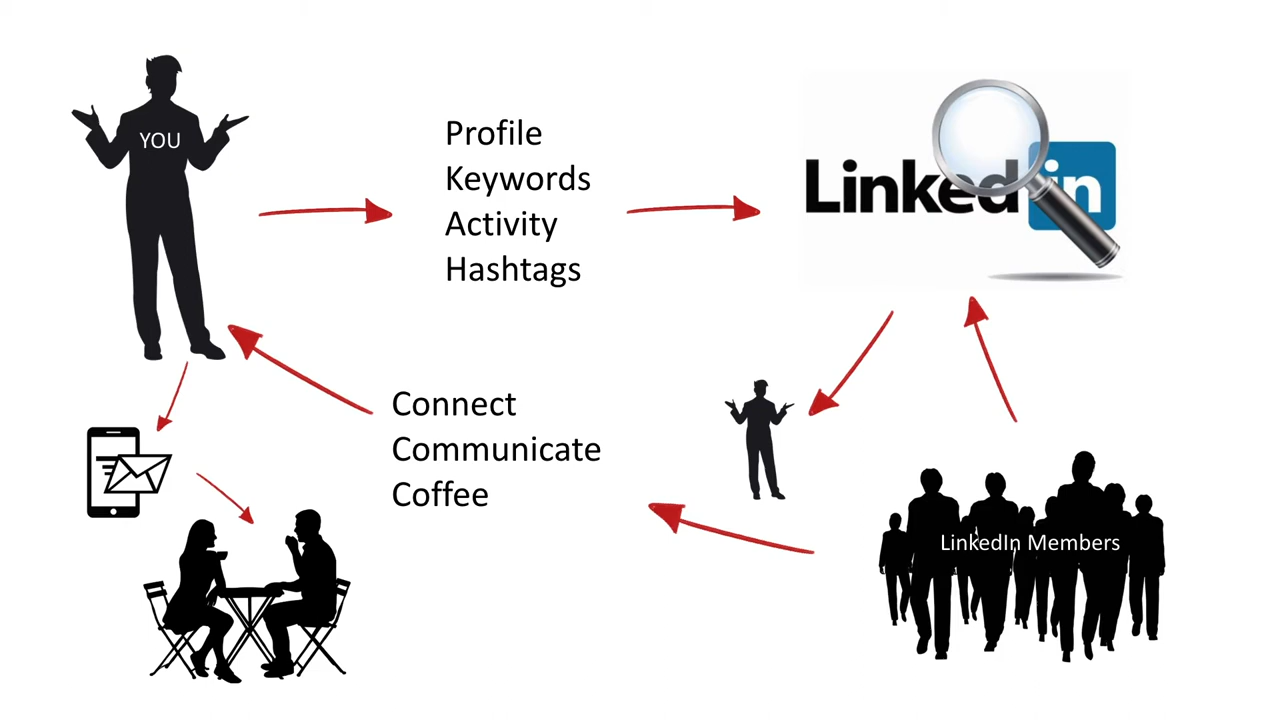 YOU
Profile
Keywords
Activity
Hashtags
Linkedin
Connect
Communicate
Coffee
LinkedIn Members